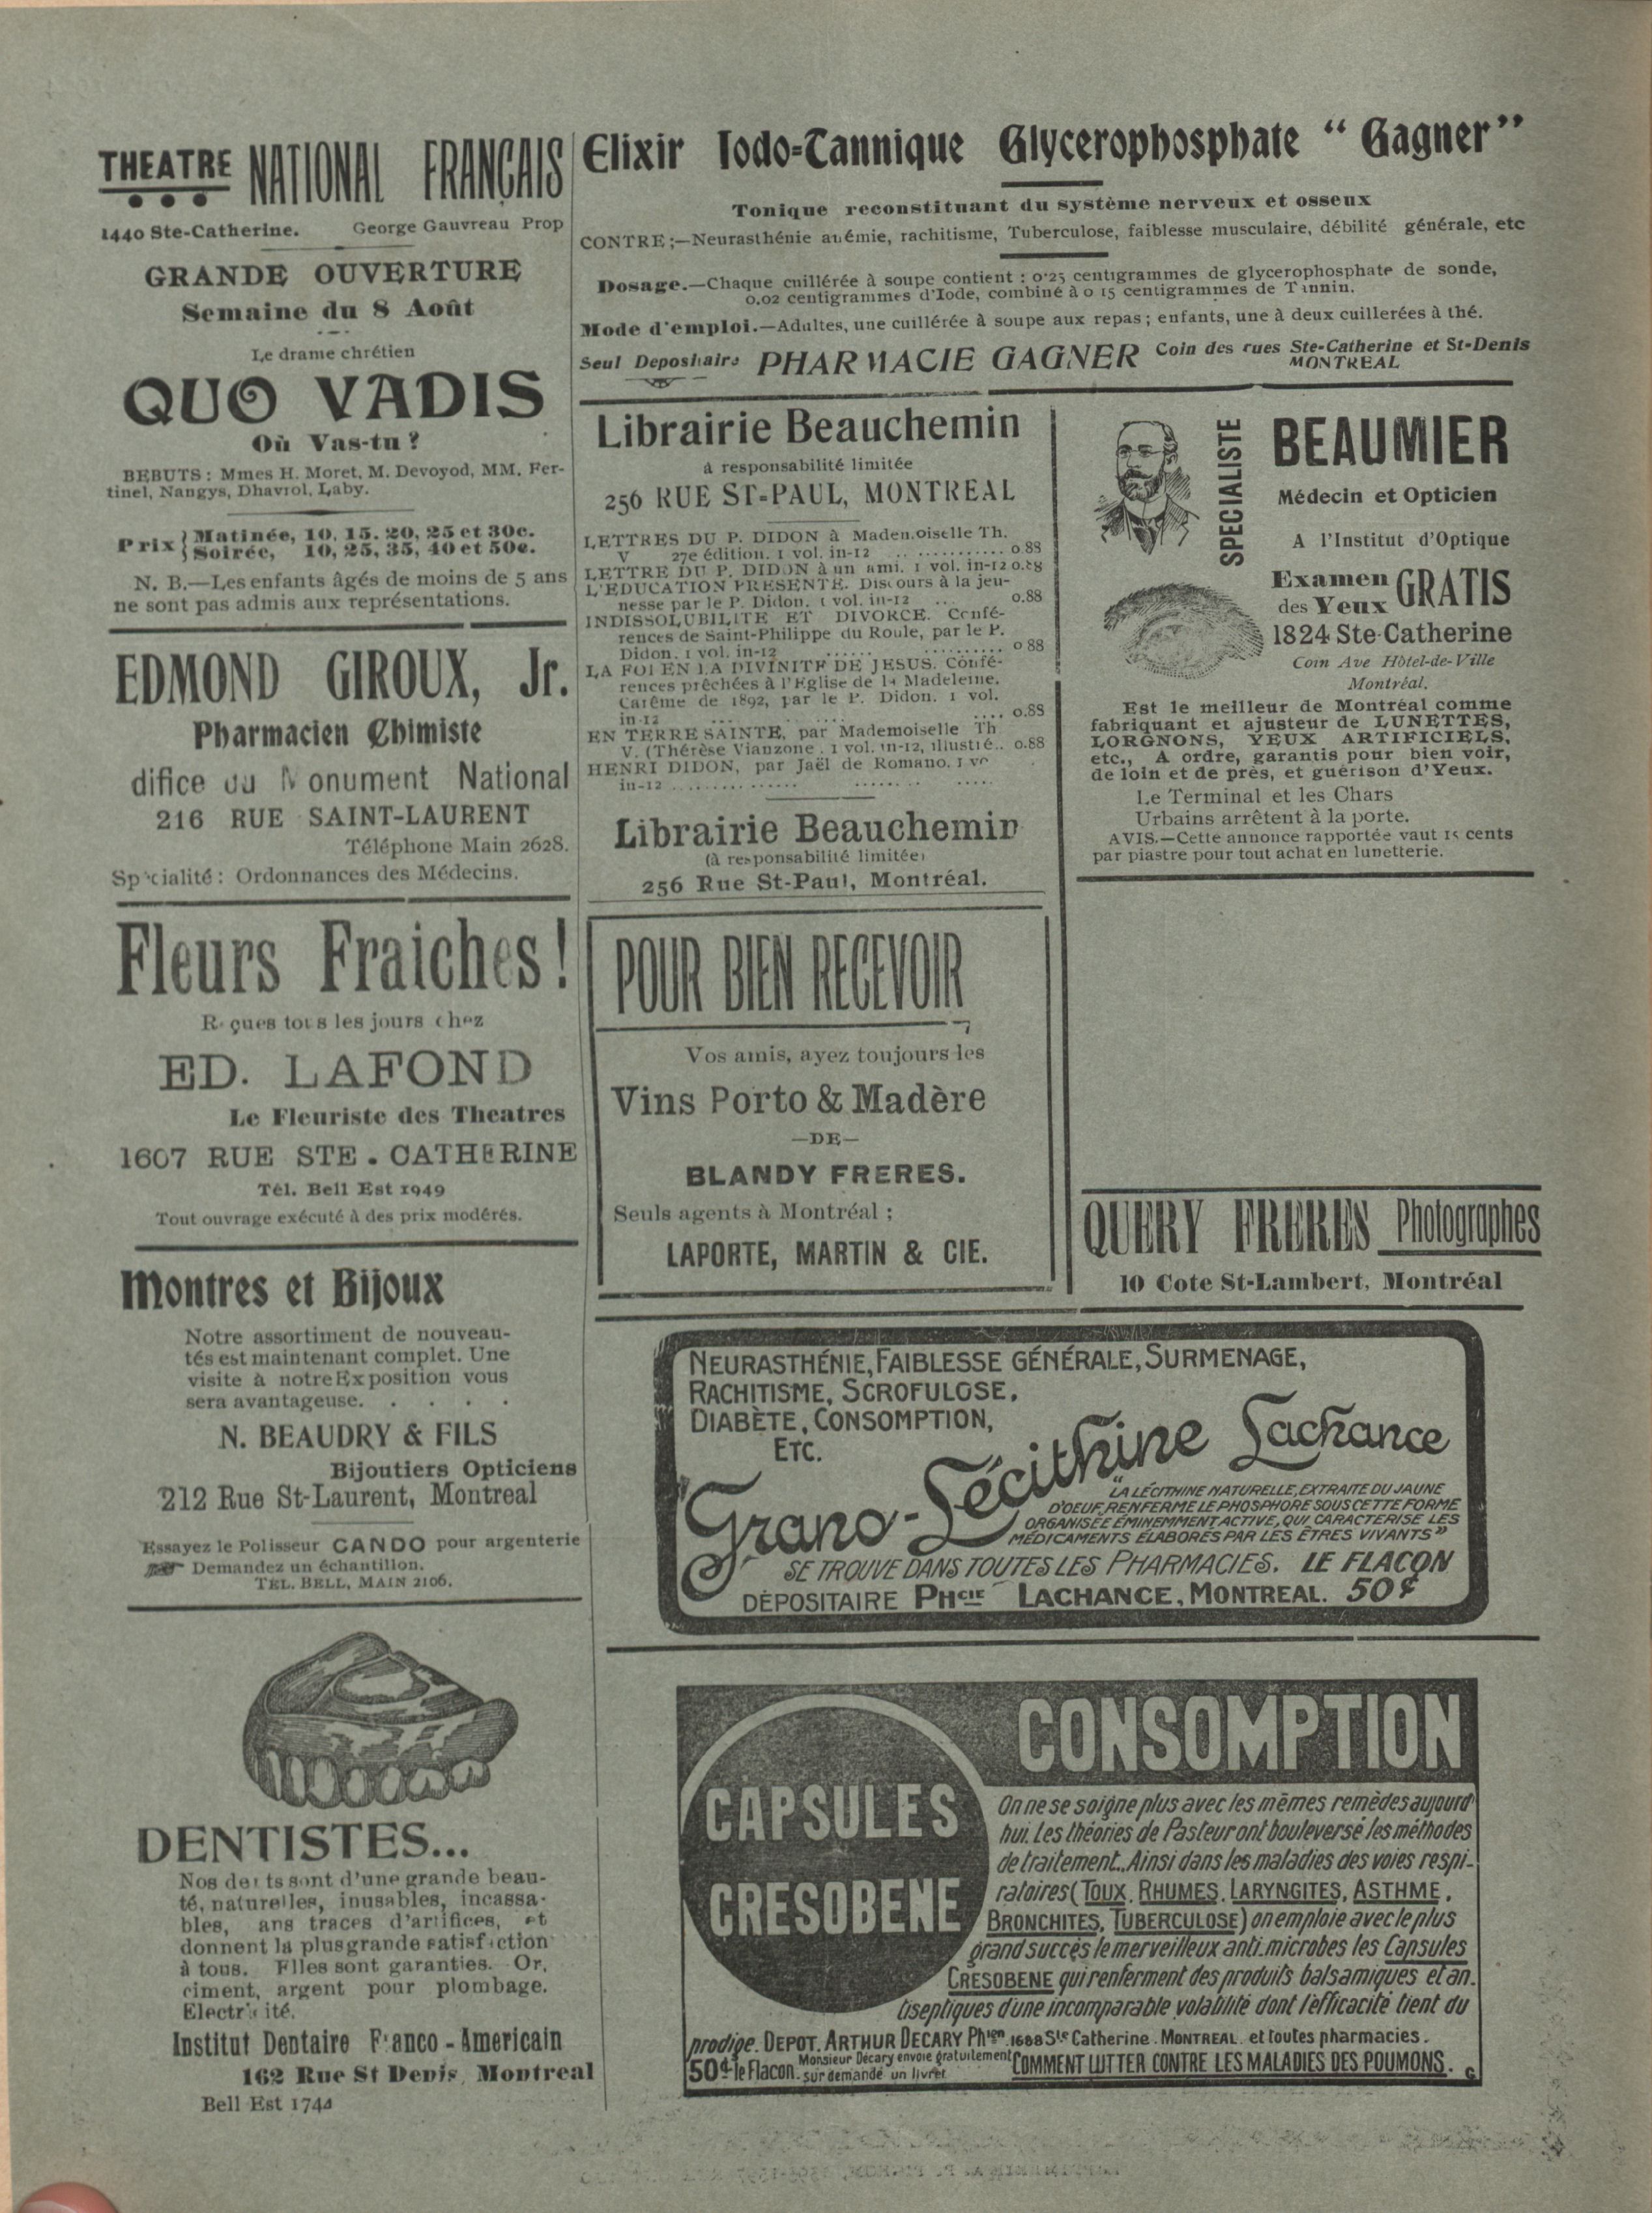 THEATRE NATIONAL FRANÇAIS
1440 Ste-Catherine. George Gauvreau Prop
GRANDE OUVERTURE
Semaine du 8 Août
Le drame chrétien
QUO VADIS
Où Vas-tu ?
BEBUTS : Mmes H. Moret, M. Devoyod, MM. Fer-
tinel, Nangys, Dhavrol, Laby.
Prix { Matinée, 10, 15. 20, 25 et 30c.
Soirée, 10, 25, 35, 40 et 50c.
N. B.—Les enfants âgés de moins de 5 ans
ne sont pas admis aux représentations.
EDMOND GIROUX, Jr.
Pharmacien Chimiste
difice du Monument National
216 RUE SAINT-LAURENT
Téléphone Main 2628.
Spécialité : Ordonnances des Médecins.
Fleurs Fraiches !
Reçues tous les jours chez
ED. LAFOND
Le Fleuriste des Theatres
1607 RUE STE. CATHERINE
Tél. Bell Est 1949
Tout ouvrage exécuté à des prix modérés.
Montres et Bijoux
Notre assortiment de nouveau-
tés est maintenant complet. Une
visite à notre Exposition vous
sera avantageuse. . . . .
N. BEAUDRY & FILS
Bijoutiers Opticiens
212 Rue St-Laurent, Montreal
Essayez le Polisseur CANDO pour argenterie
Demandez un échantillon.
TEL. BELL, MAIN 2106.
DENTISTES...
Nos dents sont d'une grande beau-
té, naturelles, inusables, incassa-
bles, ans traces d'artifices, et
donnent la plus grande satisfaction
à tous. Elles sont garanties. Or,
ciment, argent pour plombage.
Electricité.
Institut Dentaire Franco-Americain
162 Rue St Denis, Montreal
Bell Est 1744
Elixir Iodo-Tannique Glycerophosphate “ Gagner”
Tonique reconstituant du système nerveux et osseux
CONTRE ;—Neurasthénie anémie, rachitisme, Tuberculose, faiblesse musculaire, débilité générale, etc
Dosage.—Chaque cuillérée à soupe contient : 0'25 centigrammes de glycerophosphate de sonde,
0.02 centigrammes d'Iode, combiné à 0 15 centigrammes de Tannin.
Mode d'emploi.—Adultes, une cuillérée à soupe aux repas ; enfants, une à deux cuillerées à thé.
Seul Deposiaire PHARMACIE GAGNER Coin des rues Ste-Catherine et St-Denis
MONTREAL
Librairie Beauchemin
à responsabilité limitée
256 RUE ST-PAUL, MONTREAL
LETTRES DU P. DIDON à Mademoiselle Th.
V 27e édition. 1 vol. in-12 .. ........... 0.88
LETTRE DU P. DIDON à un ami. 1 vol. in-12 0.88
L'EDUCATION PRESENTE. Discours à la jeu-
nesse par le P. Didon. 1 vol. in-12 ... 0.88
INDISSOLUBILITE ET DIVORCE. Confé-
rences de Saint-Philippe du Roule, par le P.
Didon. 1 vol. in-12 ...... .......... 0 88
LA FOI EN LA DIVINITE DE JESUS. Confé-
rences prêchées à l'Eglise de la Madeleine.
Carême de 1892, par le P. Didon. 1 vol.
in-12 ... .... .... 0.88
EN TERRE SAINTE, par Mademoiselle Th
V. (Thérèse Vianzone . 1 vol. in-12, illustré.. 0.88
HENRI DIDON, par Jaël de Romano. 1 vo
in-12 ............... ........ .....
Librairie Beauchemin
(à responsabilité limitée)
256 Rue St-Paul, Montréal.
POUR BIEN RECEVOIR
Vos amis, ayez toujours les
Vins Porto & Madère
—DE—
BLANDY FRERES.
Seuls agents à Montréal ;
LAPORTE, MARTIN & CIE.
SPECIALISTE
BEAUMIER
Médecin et Opticien
A l'Institut d'Optique
Examen des Yeux GRATIS
1824 Ste-Catherine
Coin Ave Hôtel-de-Ville
Montréal.
Est le meilleur de Montréal comme
fabriquant et ajusteur de LUNETTES,
LORGNONS, YEUX ARTIFICIELS,
etc., A ordre, garantis pour bien voir,
de loin et de près, et guérison d'Yeux.
Le Terminal et les Chars
Urbains arrêtent à la porte.
AVIS.—Cette annonce rapportée vaut 15 cents
par piastre pour tout achat en lunetterie.
QUERY FRERES Photographes
10 Cote St-Lambert, Montréal
NEURASTHÉNIE, FAIBLESSE GÉNÉRALE, SURMENAGE,
RACHITISME, SCROFULOSE,
DIABÈTE, CONSOMPTION,
ETC.
Grano-Lécithine Lachance
“LA LÉCITHINE NATURELLE, EXTRAITE DU JAUNE
D'OEUF, RENFERME LE PHOSPHORE SOUS CETTE FORME
ORGANISÉE ÉMINEMMENT ACTIVE, QUI CARACTERISE LES
MÉDICAMENTS ÉLABORÉS PAR LES ÊTRES VIVANTS”
SE TROUVE DANS TOUTES LES PHARMACIES. LE FLACON
DÉPOSITAIRE PHCIE LACHANCE, MONTREAL. 50¢
CONSOMPTION
CAPSULES
CRESOBENE
On ne se soigne plus avec les mêmes remèdes aujourd'
hui. Les théories de Pasteur ont bouleversé les méthodes
de traitement. Ainsi dans les maladies des voies respi-
ratoires (TOUX, RHUMES, LARYNGITES, ASTHME,
BRONCHITES, TUBERCULOSE) on emploie avec le plus
grand succès le merveilleux anti-microbes les Capsules
CRESOBENE qui renferment des produits balsamiques et an-
tiseptiques d'une incomparable volabilité dont l'efficacité tient du
prodige. DEPOT. ARTHUR DECARY Phien. 1688 Ste Catherine. MONTREAL. et toutes pharmacies.
50¢ le Flacon. Monsieur Décary envoie gratuitement sur demande un livret COMMENT LUTTER CONTRE LES MALADIES DES POUMONS.